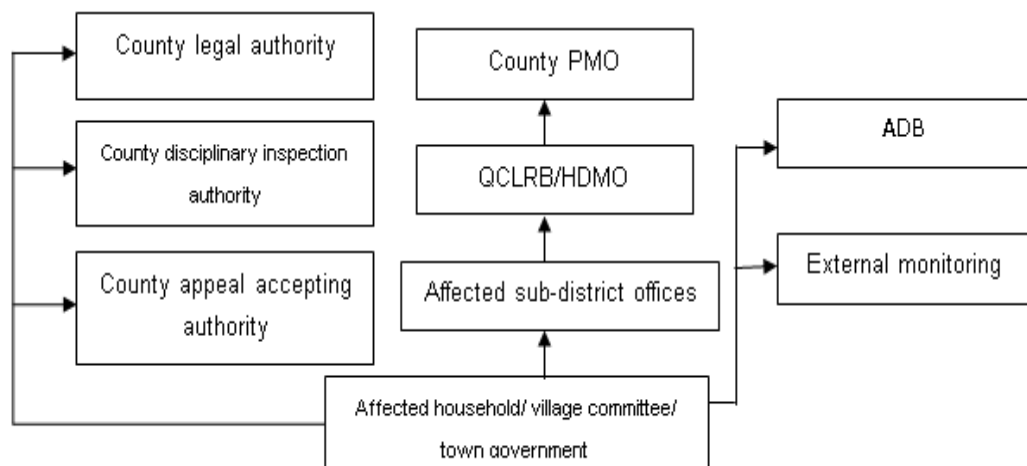 County legal authority
County disciplinary inspection
authority
County appeal accepting
authority
County PMO
QCLRB/HDMO
Affected sub-district offices
Affected household/ village committee/
town government
ADB
External monitoring